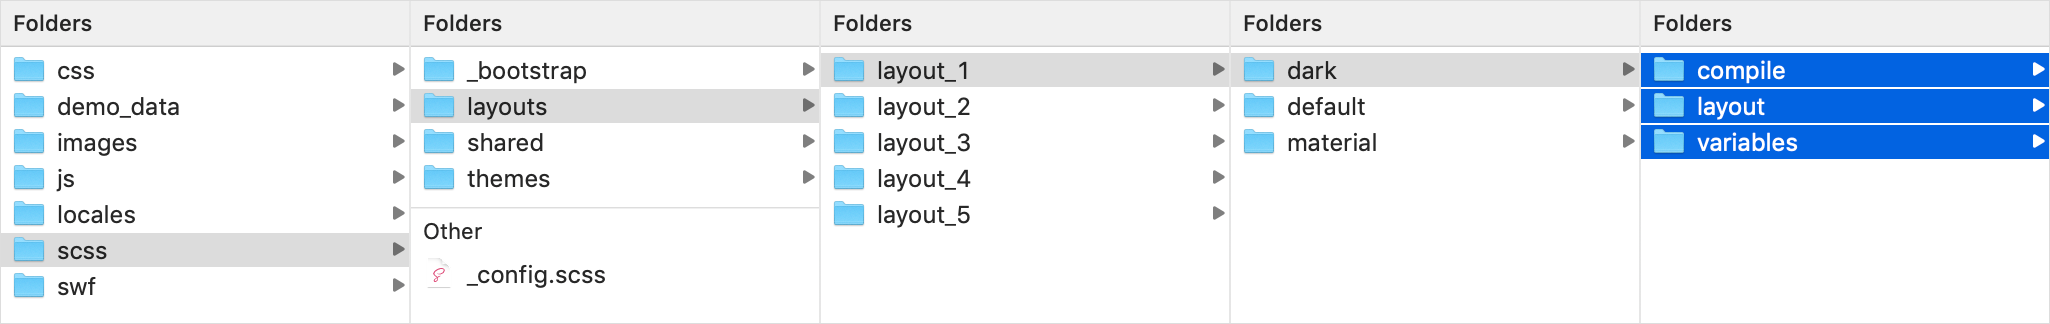 Folders
css
demo_data
images
js
locales
scss
swf
Folders
_bootstrap
layouts
shared
themes
Other
_config.scss
Folders
layout_1
layout_2
layout_3
layout_4
layout_5
Folders
dark
default
material
Folders
compile
layout
variables